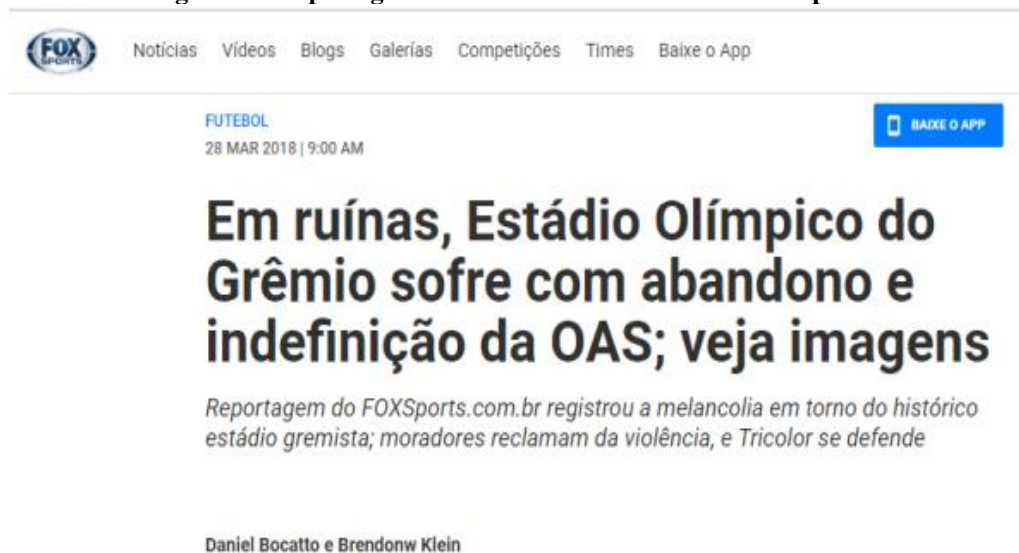 FOX
SPORTS
Notícias Vídeos Blogs Galerías Competições Times Baixe o App
FUTEBOL
28 MAR 2018 | 9:00 AM
BAIXE O APP
Em ruínas, Estádio Olímpico do
Grêmio sofre com abandono e
indefinição da OAS; veja imagens
Reportagem do FOXSports.com.br registrou a melancolia em torno do histórico
estádio gremista; moradores reclamam da violência, e Tricolor se defende
Daniel Bocatto e Brendonw Klein